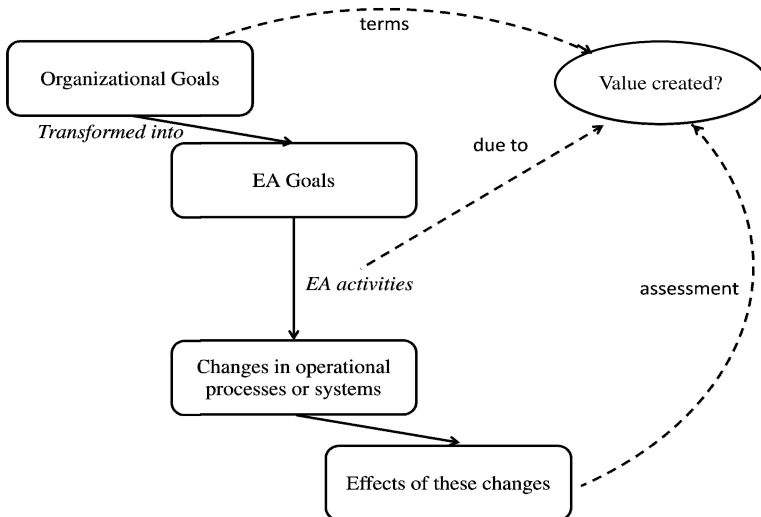 terms
Organizational Goals
Value created?
Transformed into
due to
EA Goals
EA activities
assessment
Changes in operational
processes or systems
Effects of these changes